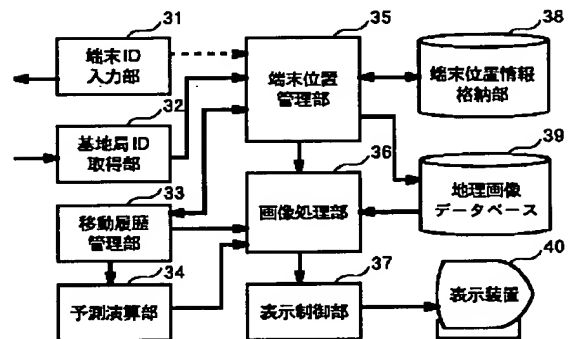 31
端末ID
入力部
32
基地局ID
取得部
33
移動履歴
管理部
34
予測演算部
35
端末位置
管理部
36
画像処理部
37
表示制御部
38
端末位置情報
格納部
39
地理画像
データベース
40
表示装置